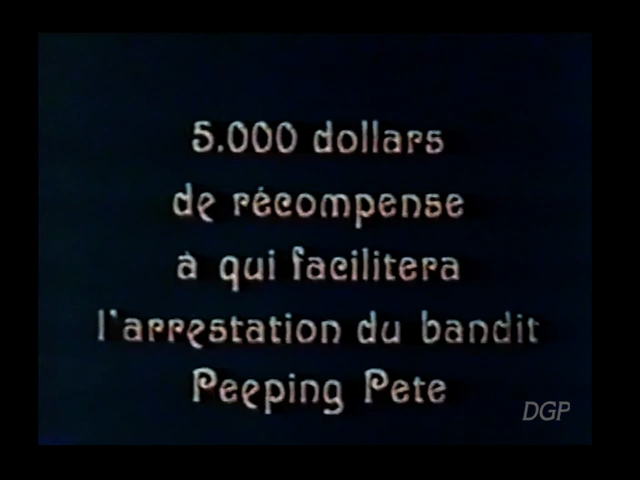 5.000 dollars
de récompense
à qui facilitera
l'arrestation du bandit
Peeping Pete
DGP